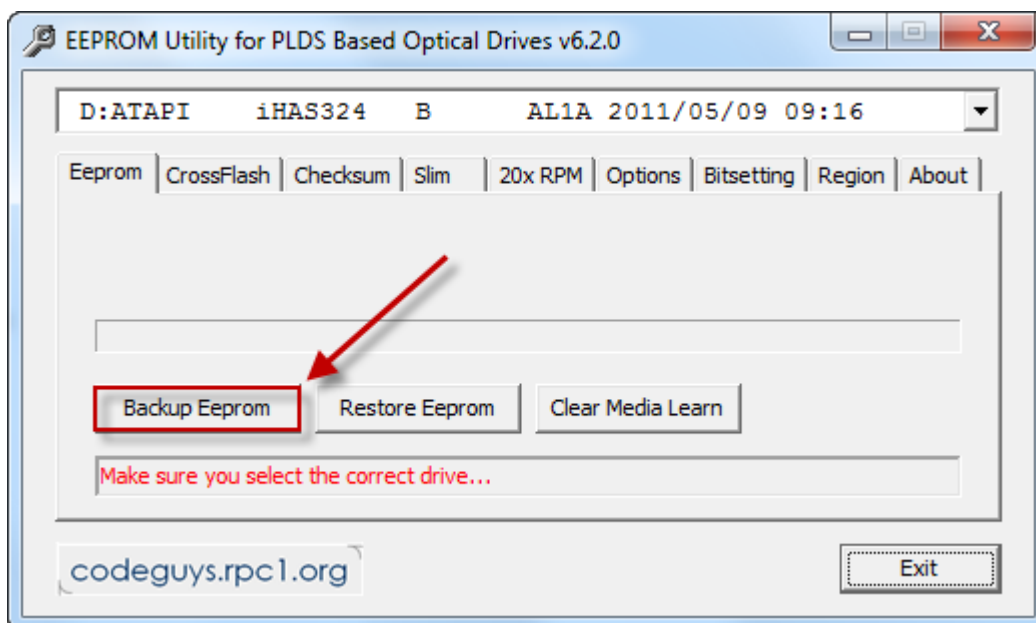 EEPROM Utility for PLDS Based Optical Drives v6.2.0
D:ATAPI iHAS324 B AL1A 2011/05/09 09:16
Eeprom CrossFlash Checksum Slim 20x RPM Options Bitsetting Region About
Backup Eeprom Restore Eeprom Clear Media Learn
Make sure you select the correct drive...
codeguys.rpc1.org Exit